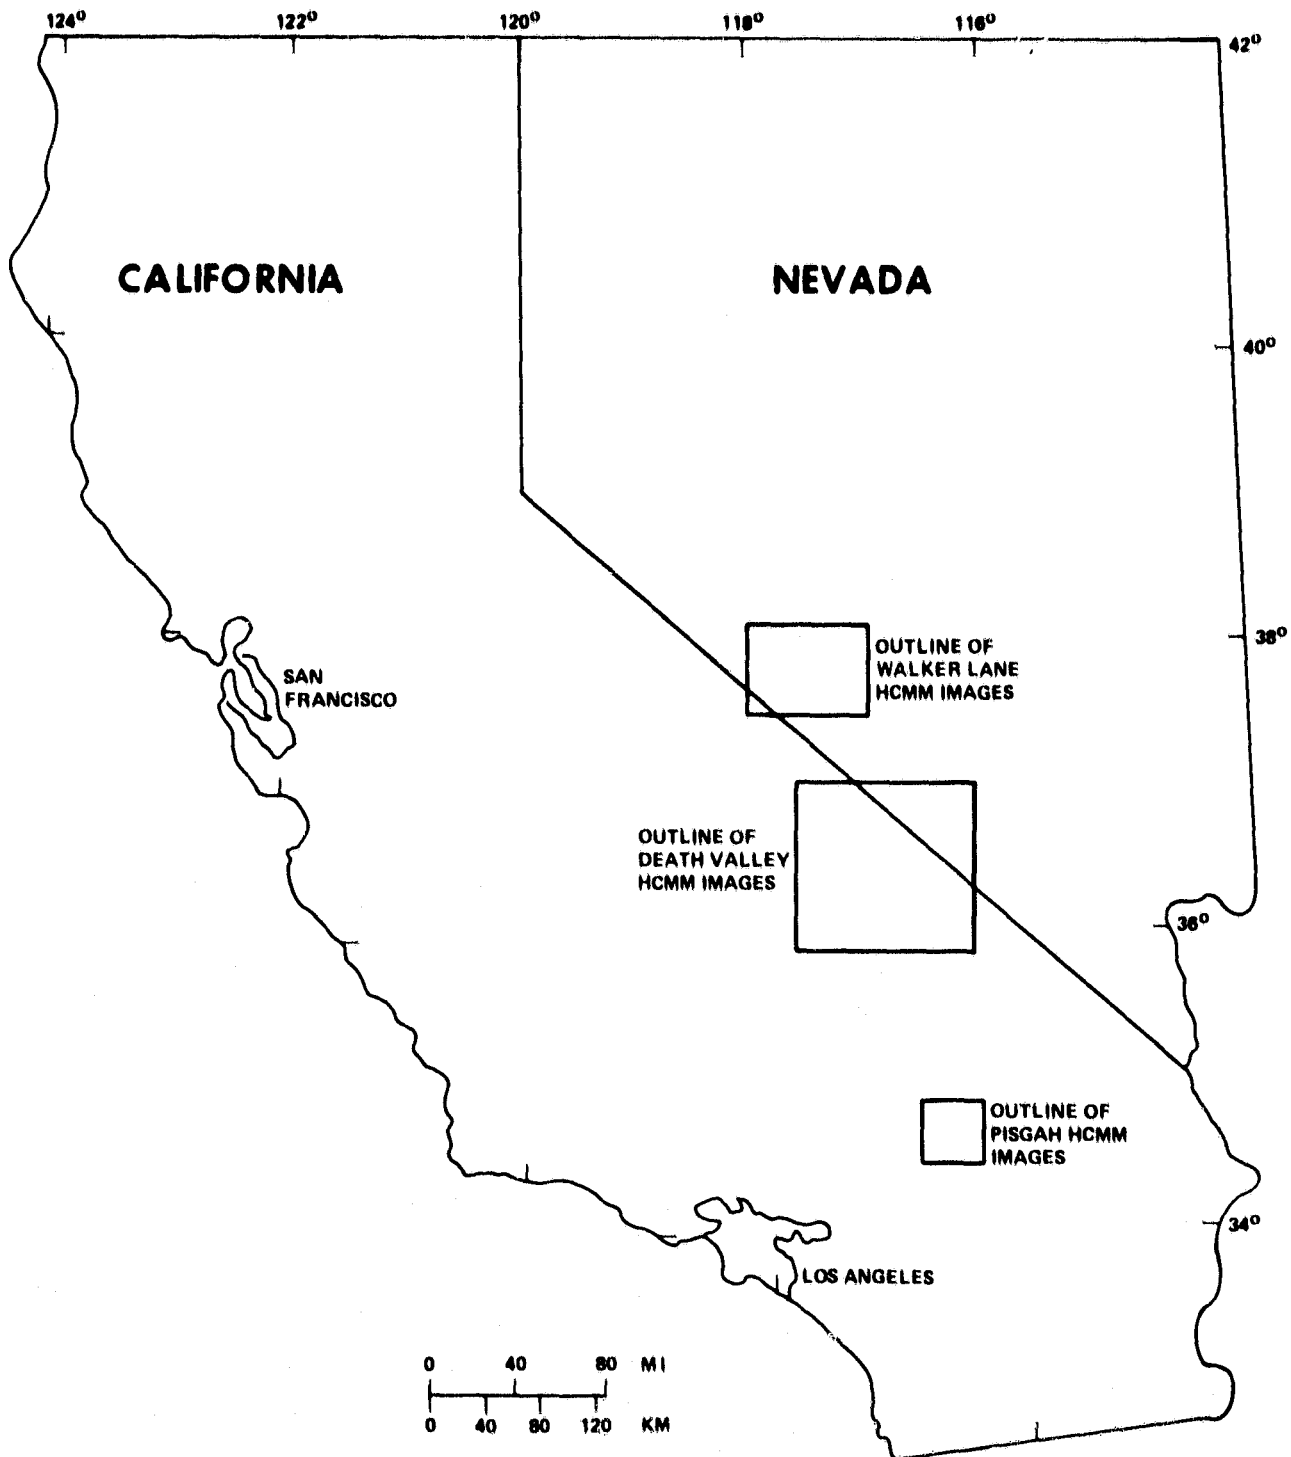 124° 122° 120° 118° 116°
42°
CALIFORNIA NEVADA
40°
38°
OUTLINE OF
WALKER LANE
HCMM IMAGES
SAN
FRANCISCO
OUTLINE OF
DEATH VALLEY
HCMM IMAGES
36°
OUTLINE OF
PISGAH HCMM
IMAGES
34°
LOS ANGELES
0 40 80 MI
0 40 80 120 KM